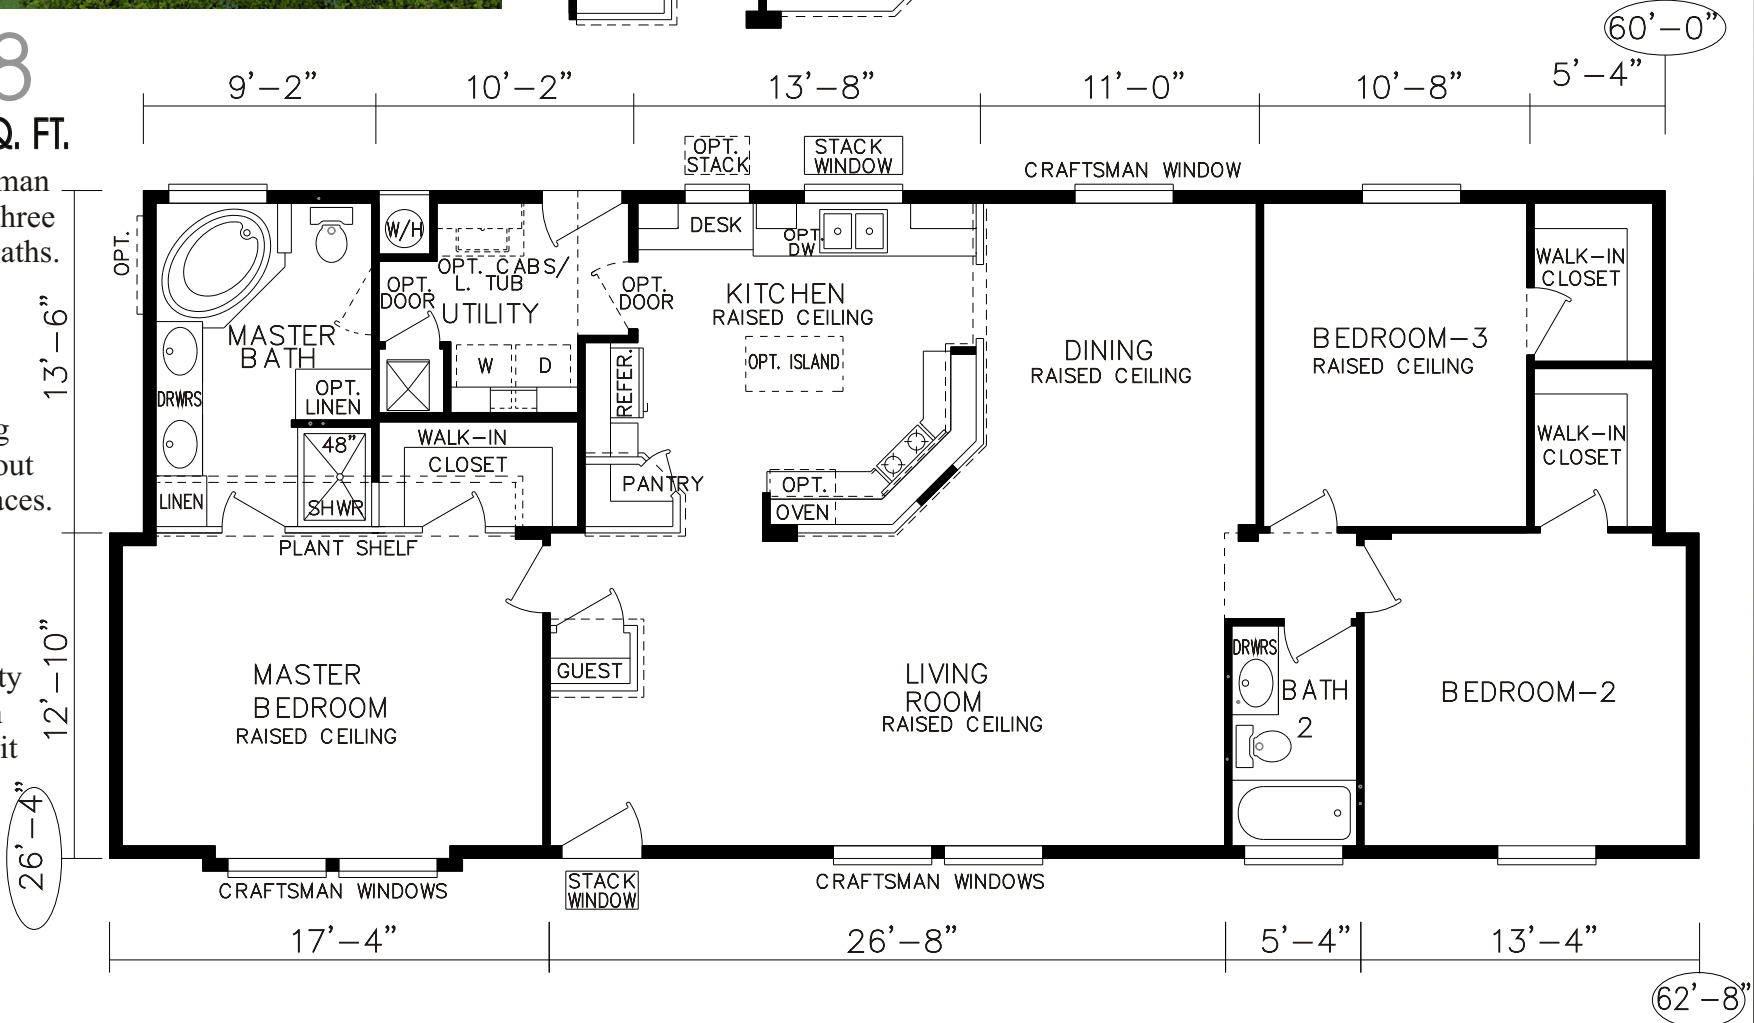 60'-0"
8
9'-2" 10'-2" 13'-8" 11'-0" 10'-8" 5'-4"
Q. FT.
OPT. STACK
STACK WINDOW
CRAFTSMAN WINDOW
man
hree
aths.
OPT.
W/H
DESK
OPT. DW
OPT. CABS/
L. TUB
OPT. DOOR
UTILITY
OPT. DOOR
KITCHEN
RAISED CEILING
WALK-IN
CLOSET
13'-6"
MASTER
BATH
W D
REFER.
OPT. ISLAND
DINING
RAISED CEILING
BEDROOM-3
RAISED CEILING
DRWRS
OPT.
LINEN
48"
WALK-IN
CLOSET
WALK-IN
CLOSET
g
out
aces.
LINEN
SHWR
PANTRY
OPT.
OVEN
PLANT SHELF
12'-10"
ty
n
it
MASTER
BEDROOM
RAISED CEILING
GUEST
LIVING
ROOM
RAISED CEILING
DRWRS
BATH
2
BEDROOM-2
26'-4"
CRAFTSMAN WINDOWS
STACK
WINDOW
CRAFTSMAN WINDOWS
17'-4" 26'-8" 5'-4" 13'-4"
62'-8"